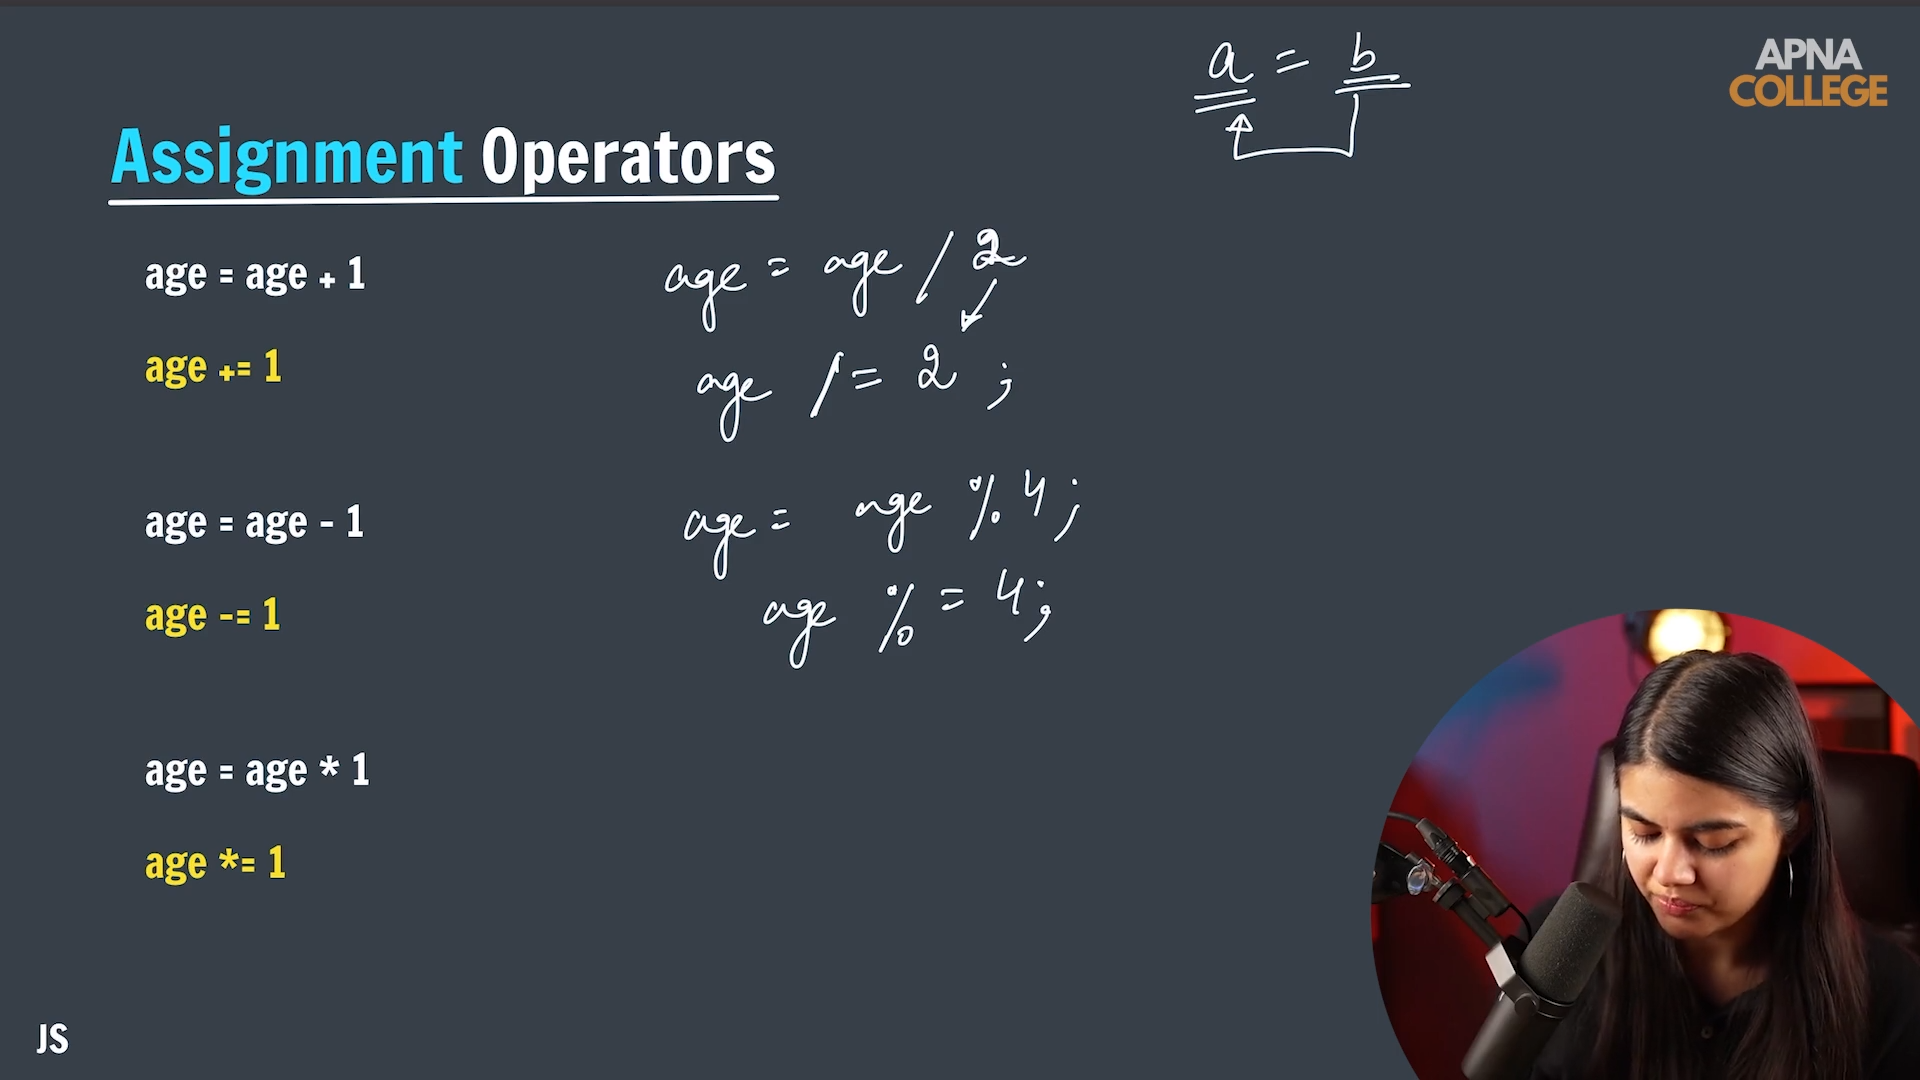 a = b
APNA
COLLEGE
Assignment Operators
age = age + 1
age += 1
age = age - 1
age -= 1
age = age * 1
age *= 1
age = age / 2
age /= 2 ;
age = age % 4 ;
age %= 4 ;
JS